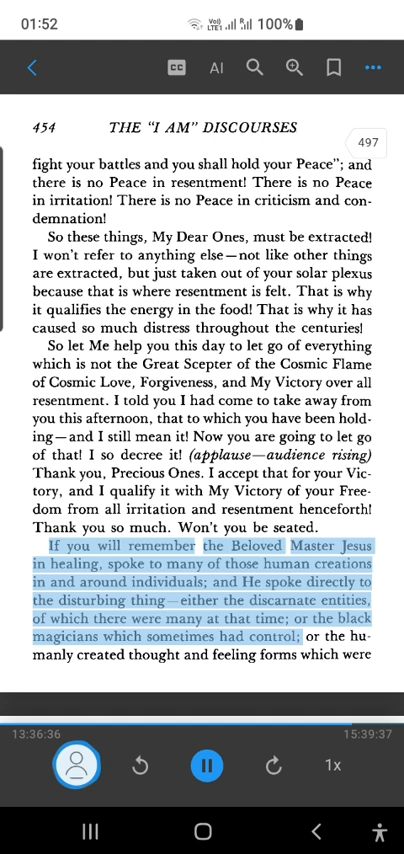 01:52
Vo)) LTE1 R 100%
CC AI
454 THE "I AM" DISCOURSES
497
fight your battles and you shall hold your Peace"; and
there is no Peace in resentment! There is no Peace
in irritation! There is no Peace in criticism and con-
demnation!
So these things, My Dear Ones, must be extracted!
I won't refer to anything else—not like other things
are extracted, but just taken out of your solar plexus
because that is where resentment is felt. That is why
it qualifies the energy in the food! That is why it has
caused so much distress throughout the centuries!
So let Me help you this day to let go of everything
which is not the Great Scepter of the Cosmic Flame
of Cosmic Love, Forgiveness, and My Victory over all
resentment. I told you I had come to take away from
you this afternoon, that to which you have been hold-
ing—and I still mean it! Now you are going to let go
of that! I so decree it! (applause—audience rising)
Thank you, Precious Ones. I accept that for your Vic-
tory, and I qualify it with My Victory of your Free-
dom from all irritation and resentment henceforth!
Thank you so much. Won't you be seated.
If you will remember the Beloved Master Jesus
in healing, spoke to many of those human creations
in and around individuals; and He spoke directly to
the disturbing thing—either the discarnate entities,
of which there were many at that time; or the black
magicians which sometimes had control; or the hu-
manly created thought and feeling forms which were
13:36:36 15:39:37
1x